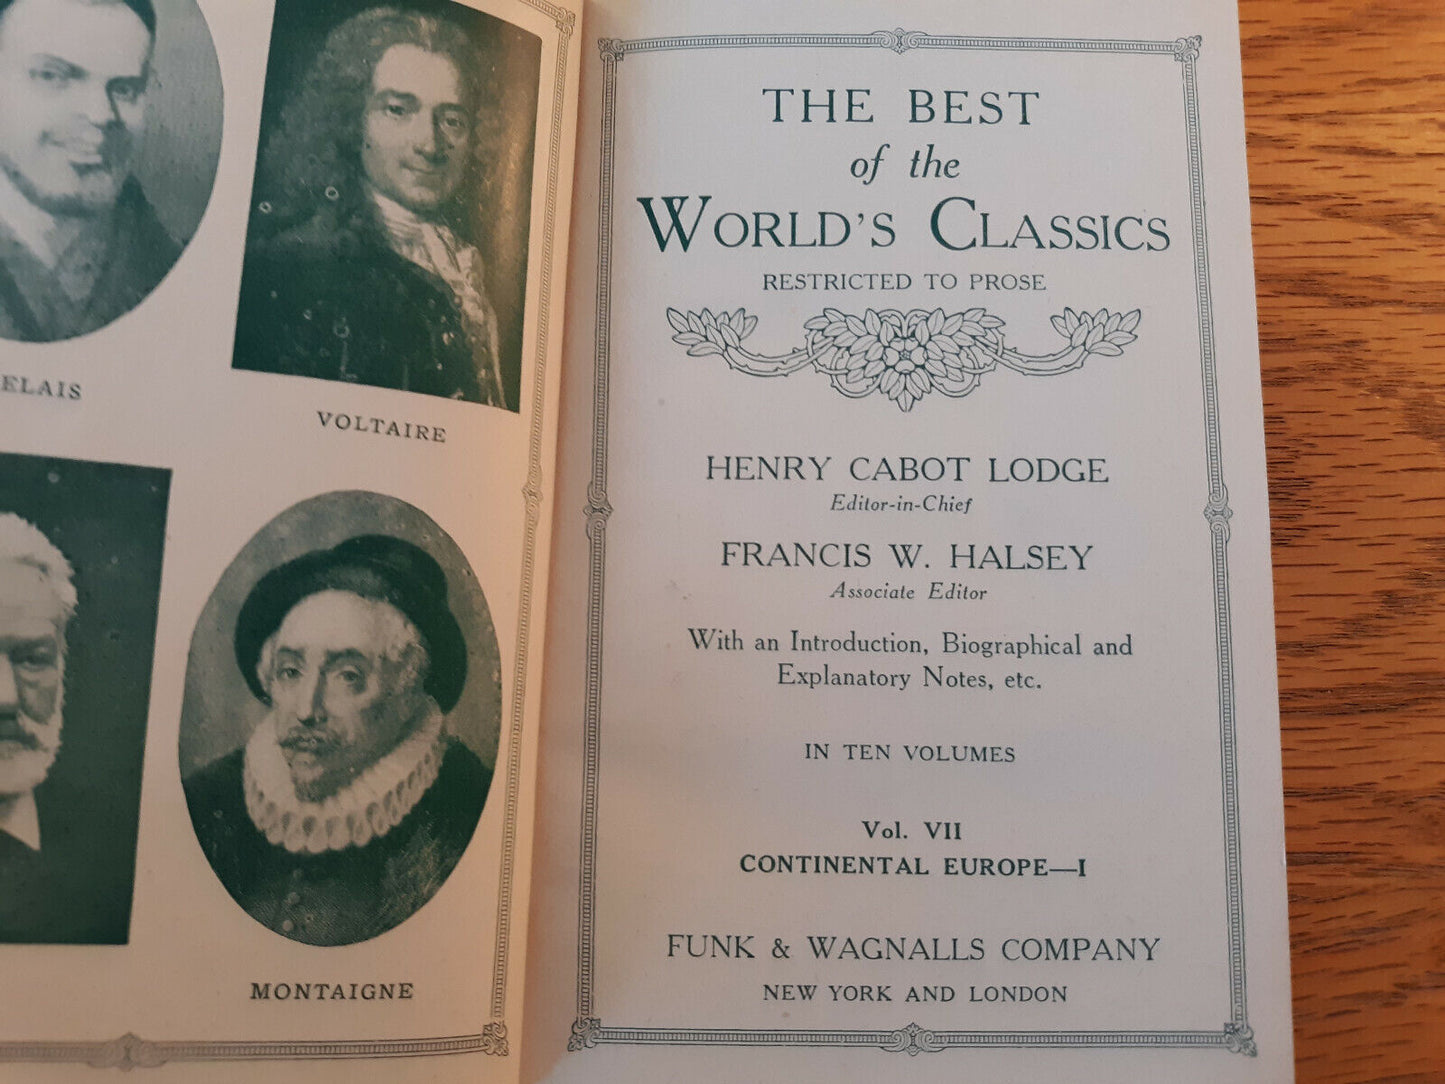 ELAIS
VOLTAIRE
MONTAIGNE
THE BEST
of the
WORLD'S CLASSICS
RESTRICTED TO PROSE
HENRY CABOT LODGE
Editor-in-Chief
FRANCIS W. HALSEY
Associate Editor
With an Introduction, Biographical and
Explanatory Notes, etc.
IN TEN VOLUMES
Vol. VII
CONTINENTAL EUROPE—I
FUNK & WAGNALLS COMPANY
NEW YORK AND LONDON